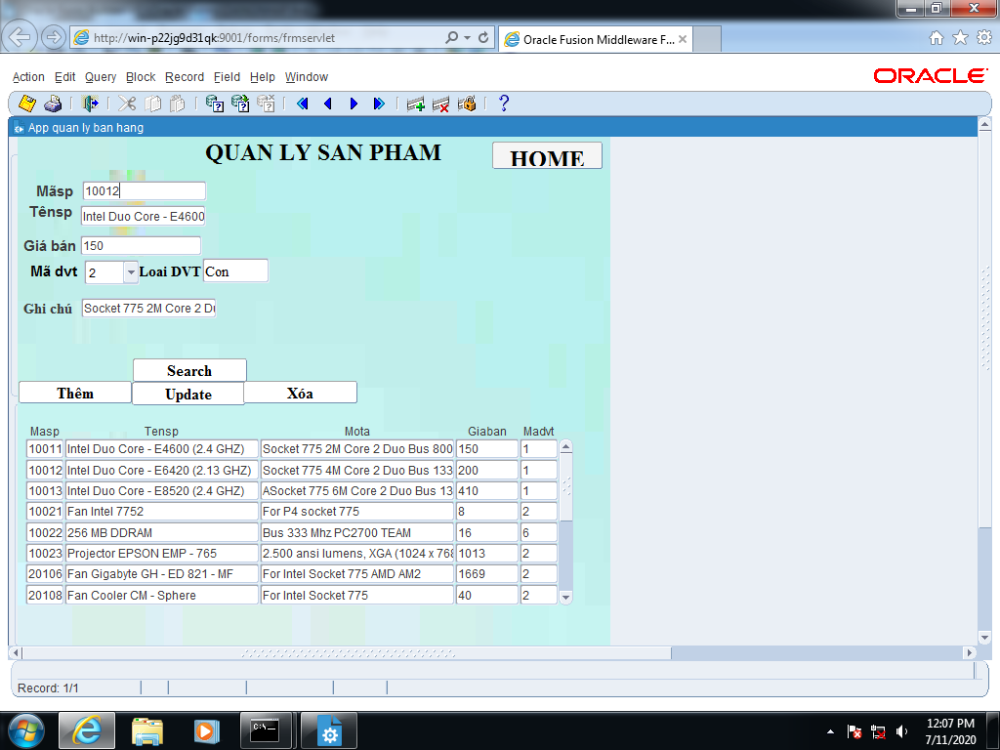 http://win-p22jg9d31qk:9001/forms/frmservlet
Oracle Fusion Middleware F...
Action Edit Query Block Record Field Help Window
ORACLE
App quan ly ban hang
QUAN LY SAN PHAM
HOME
Mãsp 10012
Tênsp Intel Duo Core - E4600
Giá bán 150
Mã dvt 2 Loai DVT Con
Ghi chú Socket 775 2M Core 2 Du
Search
Thêm Update Xóa
Masp Tensp Mota Giaban Madvt
10011 Intel Duo Core - E4600 (2.4 GHZ) Socket 775 2M Core 2 Duo Bus 800 150 1
10012 Intel Duo Core - E6420 (2.13 GHZ) Socket 775 4M Core 2 Duo Bus 133 200 1
10013 Intel Duo Core - E8520 (2.4 GHZ) ASocket 775 6M Core 2 Duo Bus 13 410 1
10021 Fan Intel 7752 For P4 socket 775 8 2
10022 256 MB DDRAM Bus 333 Mhz PC2700 TEAM 16 6
10023 Projector EPSON EMP - 765 2.500 ansi lumens, XGA (1024 x 768 1013 2
20106 Fan Gigabyte GH - ED 821 - MF For Intel Socket 775 AMD AM2 1669 2
20108 Fan Cooler CM - Sphere For Intel Socket 775 40 2
Record: 1/1
12:07 PM
7/11/2020